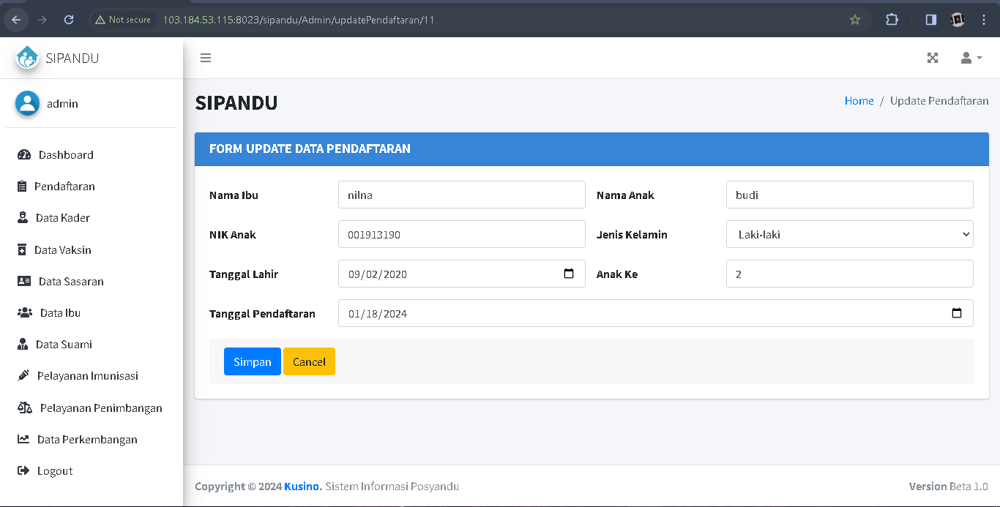 Not secure 103.184.53.115:8023/sipandu/Admin/updatePendaftaran/11
SIPANDU
admin
Dashboard
Pendaftaran
Data Kader
Data Vaksin
Data Sasaran
Data Ibu
Data Suami
Pelayanan Imunisasi
Pelayanan Penimbangan
Data Perkembangan
Logout
SIPANDU
Home / Update Pendaftaran
FORM UPDATE DATA PENDAFTARAN
Nama Ibu nilna Nama Anak budi
NIK Anak 001913190 Jenis Kelamin Laki-laki
Tanggal Lahir 09/02/2020 Anak Ke 2
Tanggal Pendaftaran 01/18/2024
Simpan Cancel
Copyright © 2024 Kusino. Sistem Informasi Posyandu Version Beta 1.0